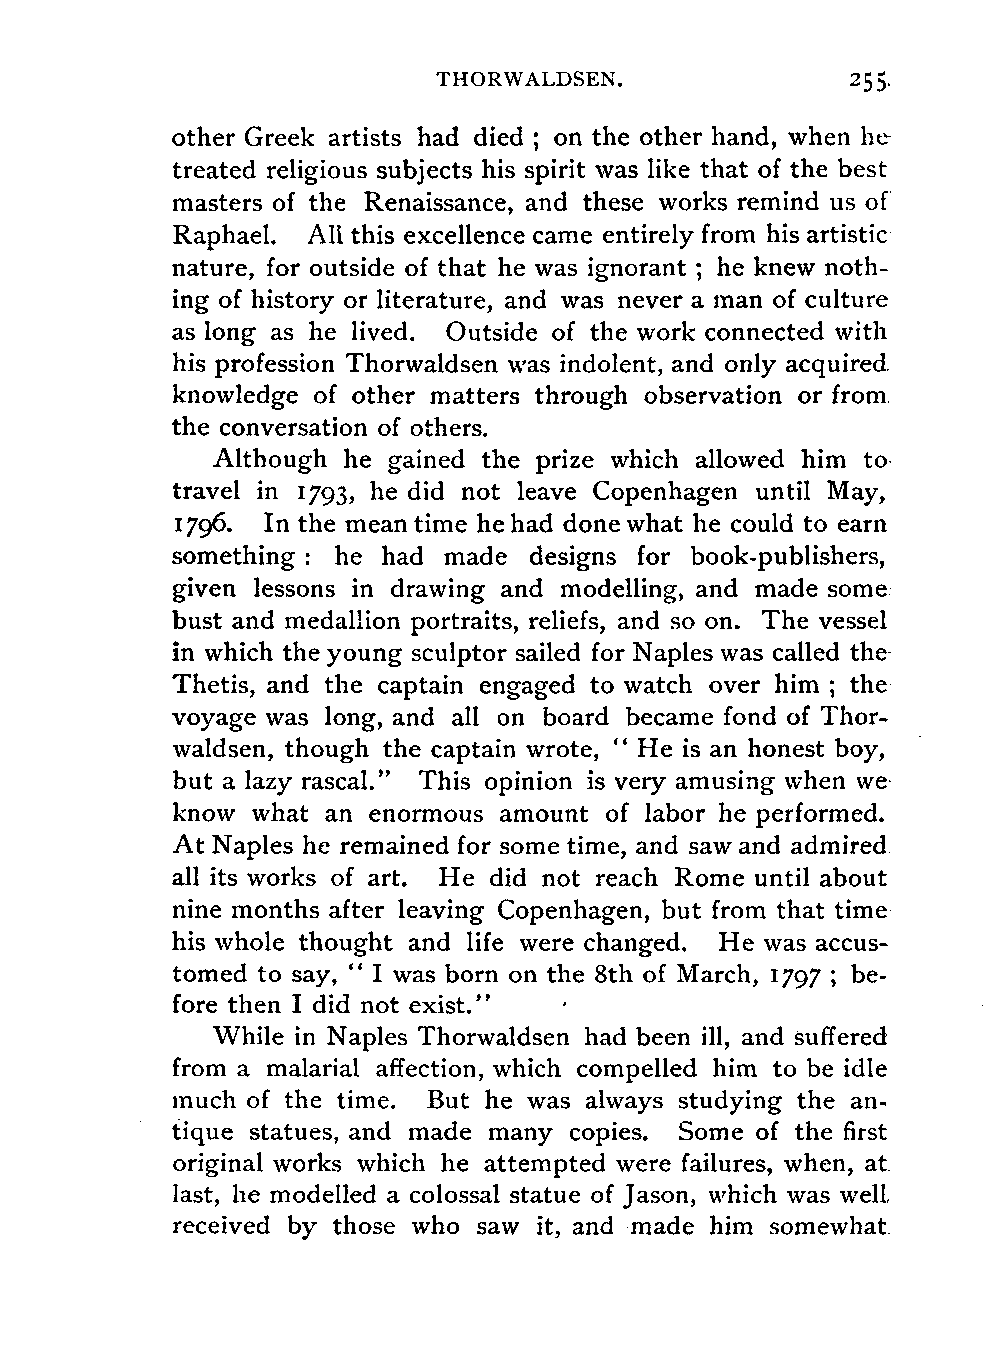 THORWALDSEN. 255
other Greek artists had died ; on the other hand, when he
treated religious subjects his spirit was like that of the best
masters of the Renaissance, and these works remind us of
Raphael. All this excellence came entirely from his artistic
nature, for outside of that he was ignorant ; he knew noth-
ing of history or literature, and was never a man of culture
as long as he lived. Outside of the work connected with
his profession Thorwaldsen was indolent, and only acquired
knowledge of other matters through observation or from
the conversation of others.
Although he gained the prize which allowed him to
travel in 1793, he did not leave Copenhagen until May,
1796. In the mean time he had done what he could to earn
something : he had made designs for book-publishers,
given lessons in drawing and modelling, and made some
bust and medallion portraits, reliefs, and so on. The vessel
in which the young sculptor sailed for Naples was called the
Thetis, and the captain engaged to watch over him ; the
voyage was long, and all on board became fond of Thor-
waldsen, though the captain wrote, “ He is an honest boy,
but a lazy rascal.” This opinion is very amusing when we
know what an enormous amount of labor he performed.
At Naples he remained for some time, and saw and admired
all its works of art. He did not reach Rome until about
nine months after leaving Copenhagen, but from that time
his whole thought and life were changed. He was accus-
tomed to say, “ I was born on the 8th of March, 1797 ; be-
fore then I did not exist.”
While in Naples Thorwaldsen had been ill, and suffered
from a malarial affection, which compelled him to be idle
much of the time. But he was always studying the an-
tique statues, and made many copies. Some of the first
original works which he attempted were failures, when, at
last, he modelled a colossal statue of Jason, which was well
received by those who saw it, and made him somewhat